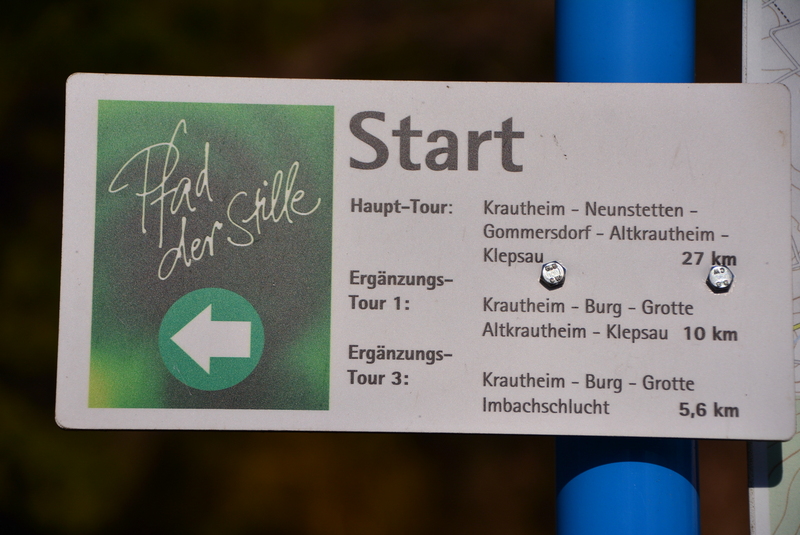 Pfad
der Stille
Start
Haupt-Tour: Krautheim - Neunstetten -
Gommersdorf - Altkrautheim -
Klepsau 27 km
Ergänzungs-
Tour 1: Krautheim - Burg - Grotte
Altkrautheim - Klepsau 10 km
Ergänzungs-
Tour 3: Krautheim - Burg - Grotte
Imbachschlucht 5,6 km